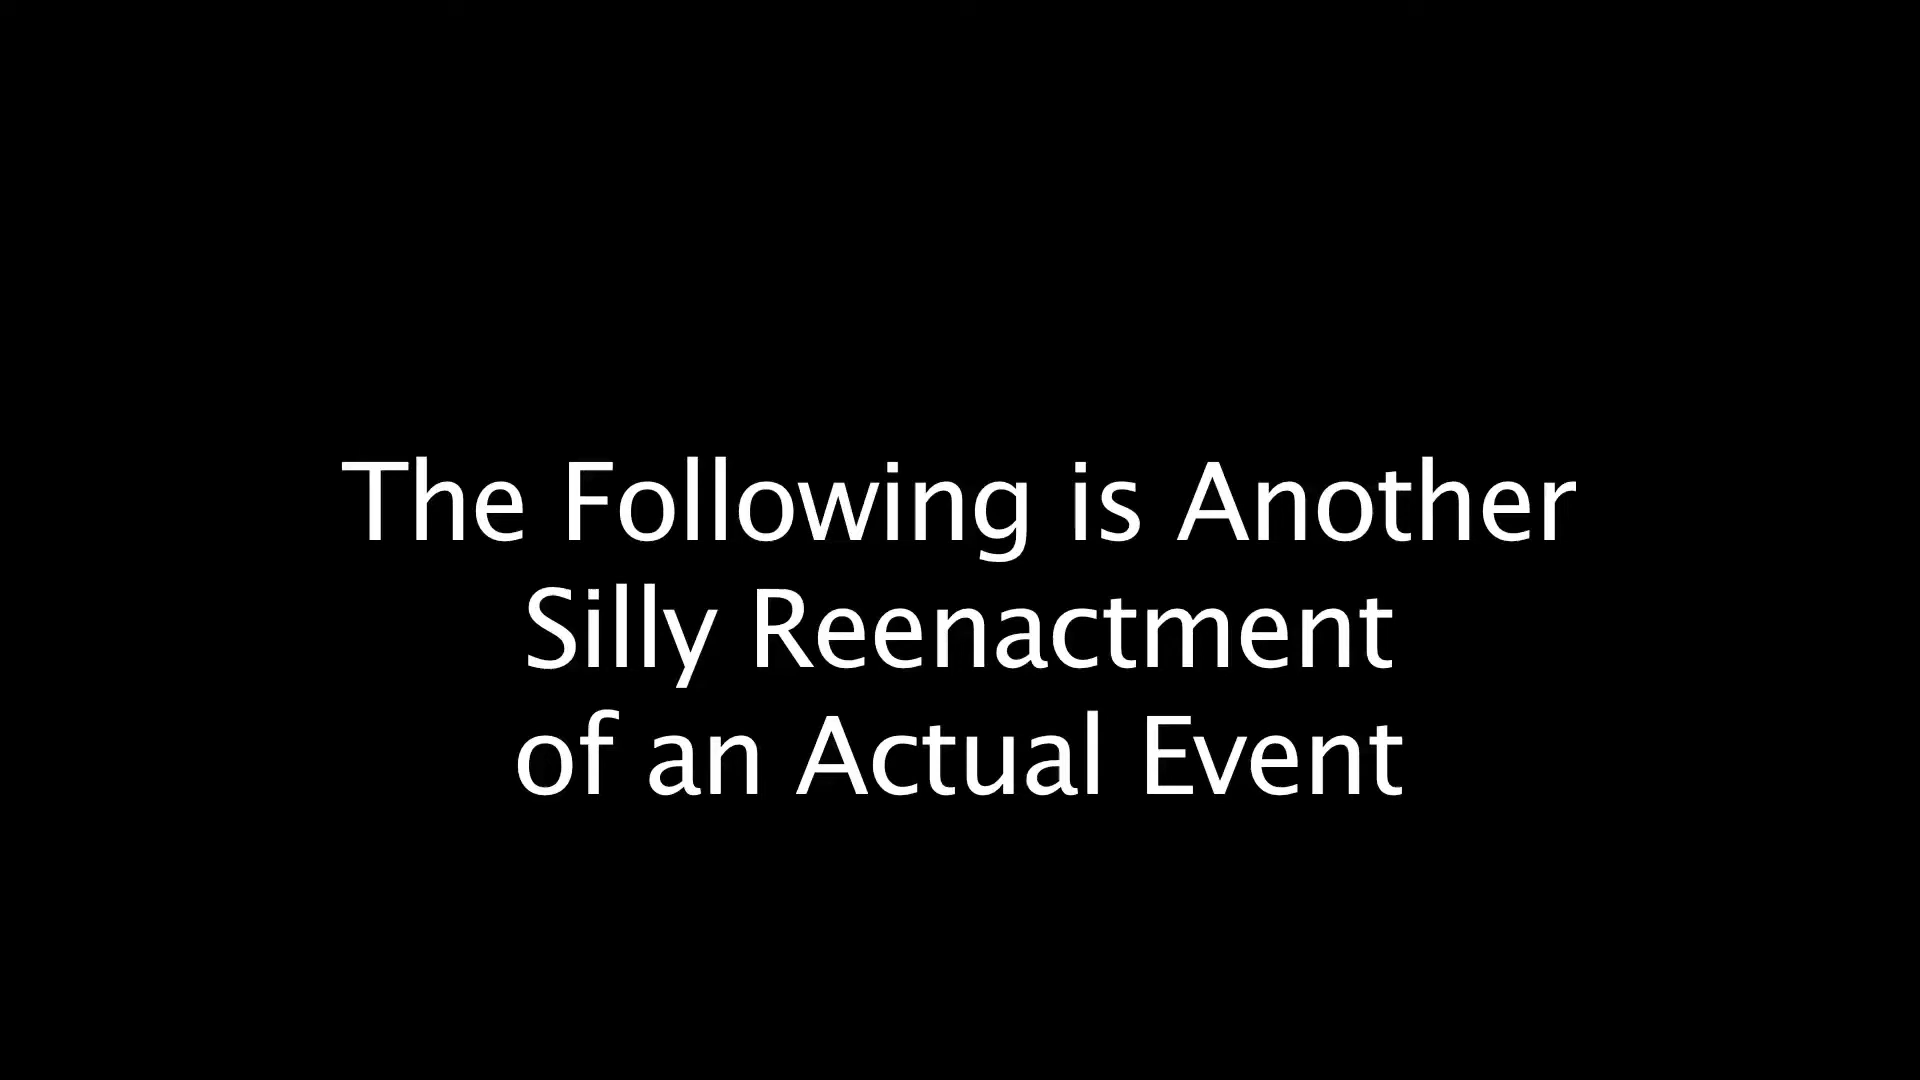 The Following is Another
Silly Reenactment
of an Actual Event